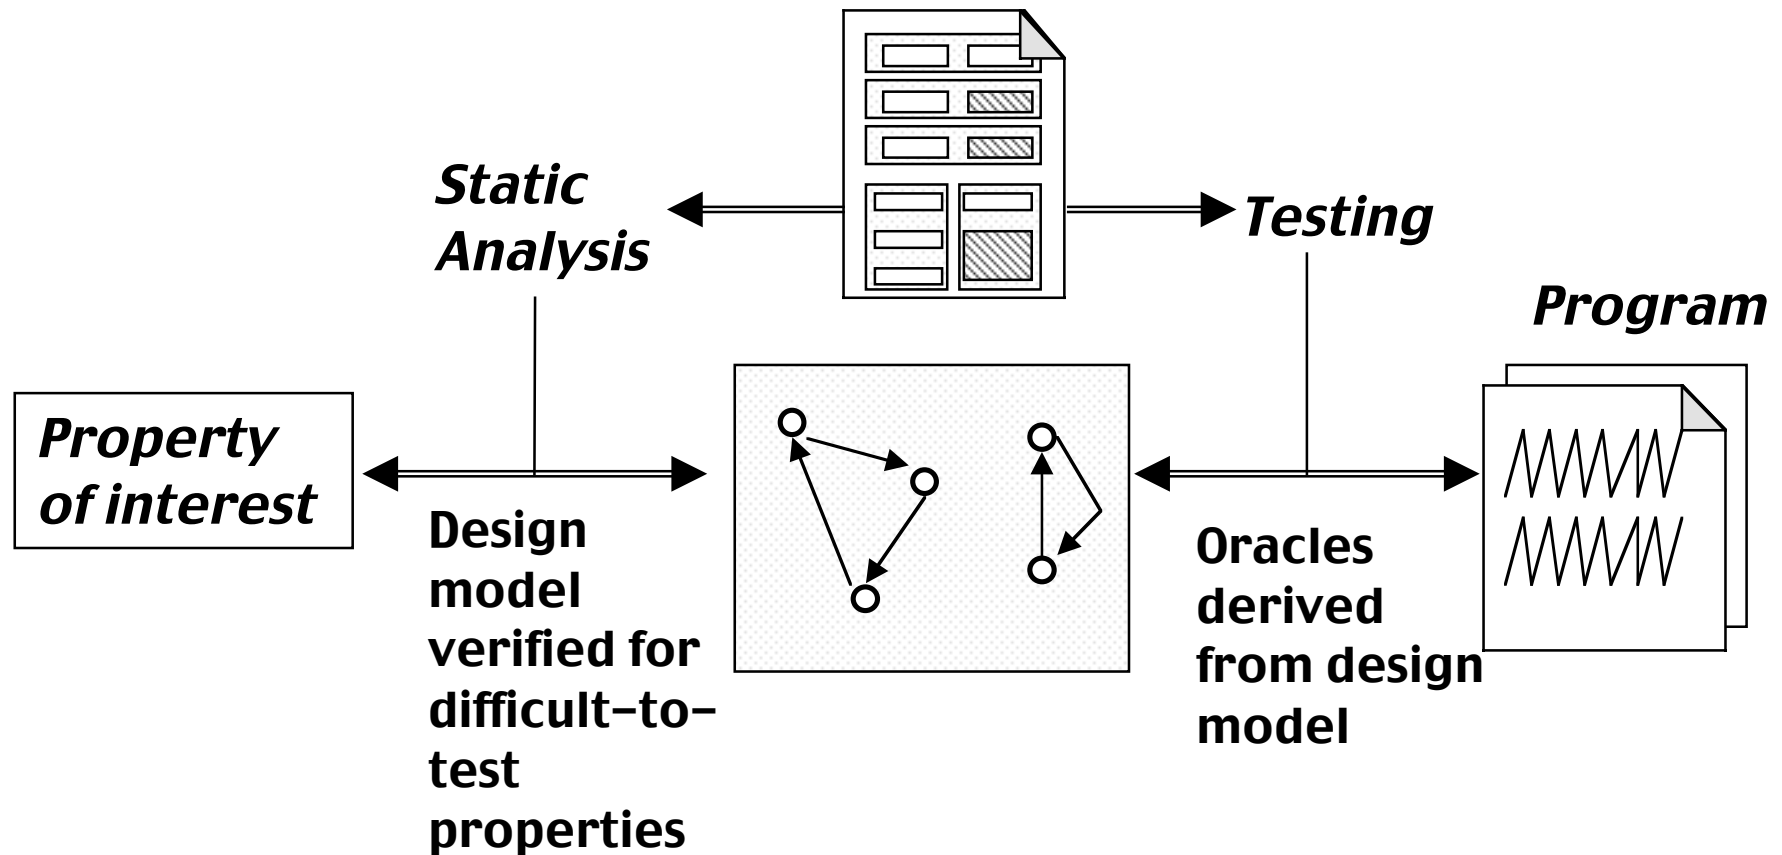 Static
Analysis
Testing
Program
Property
of interest
Design
model
verified for
difficult-to-
test
properties
Oracles
derived
from design
model